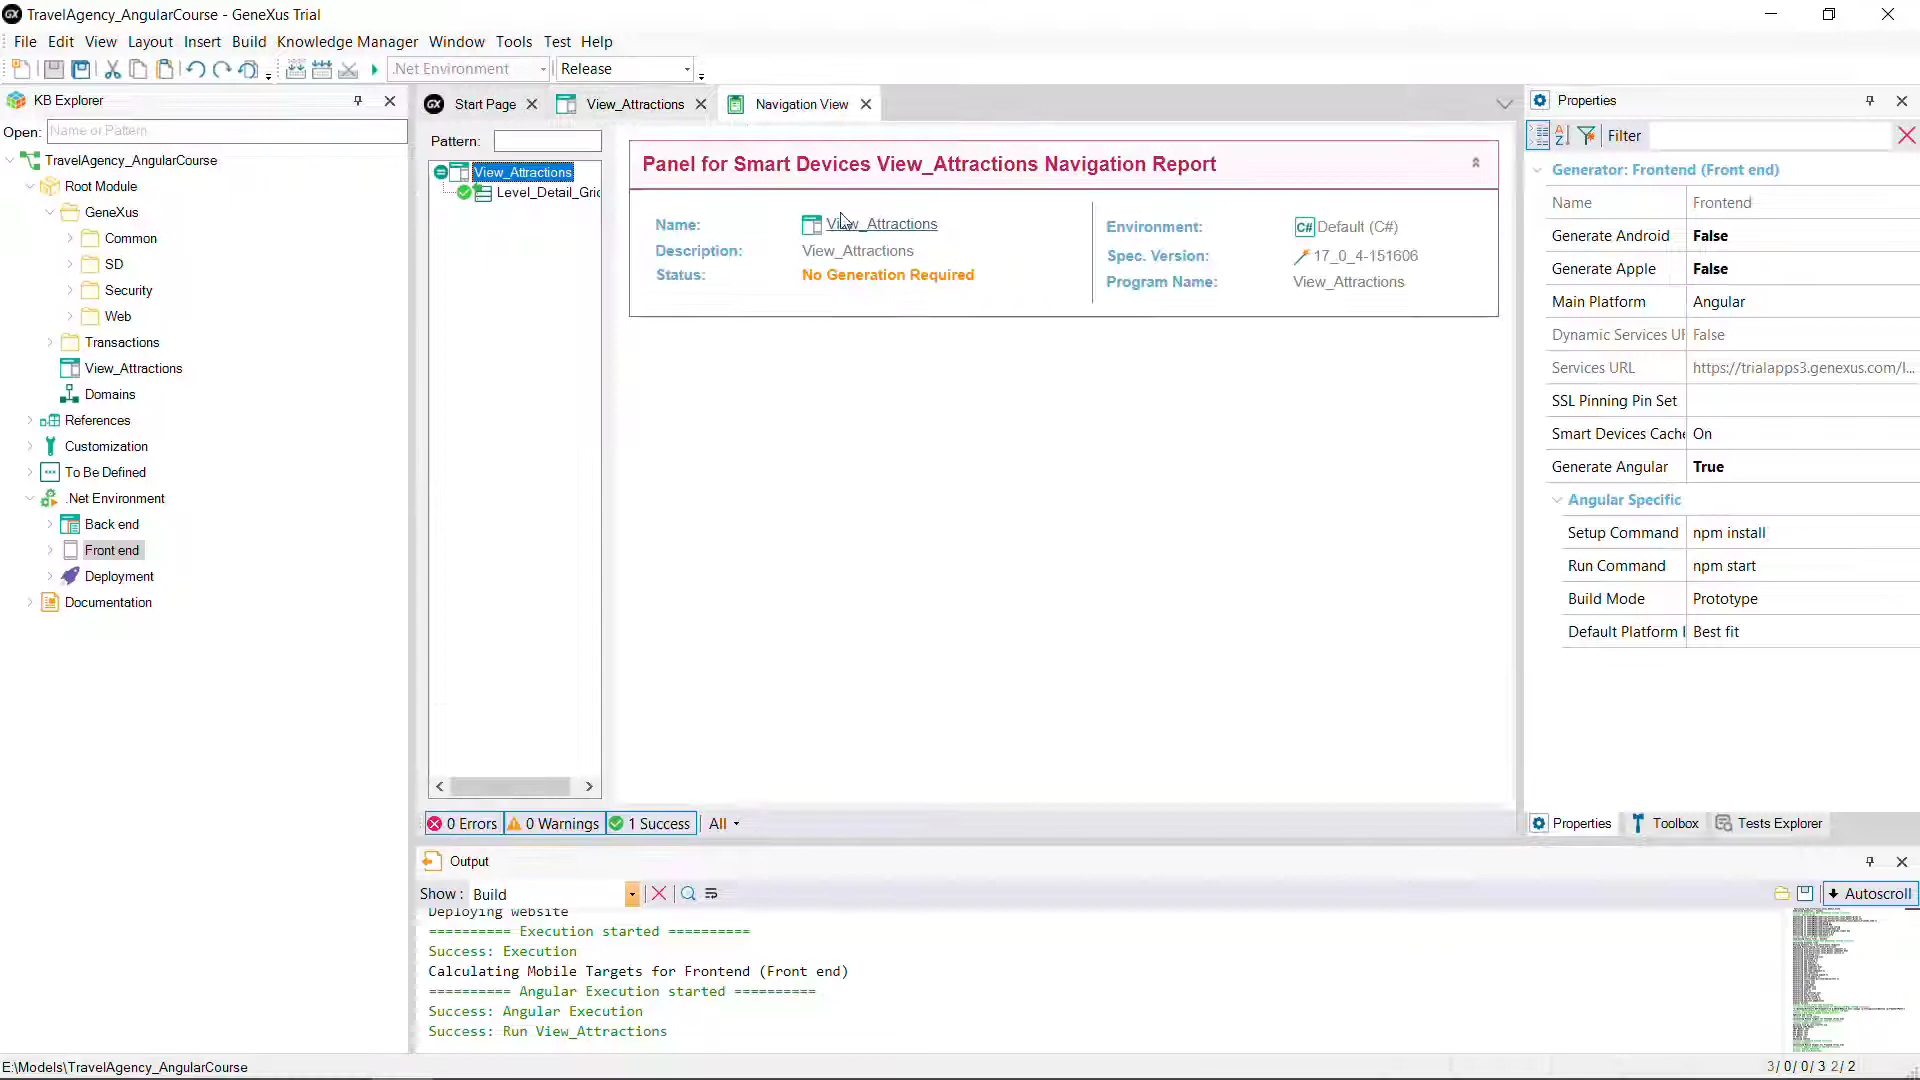 TravelAgency_AngularCourse - GeneXus Trial
File Edit View Layout Insert Build Knowledge Manager Window Tools Test Help
.Net Environment Release
KB Explorer
Open: Name or Pattern
TravelAgency_AngularCourse
Root Module
GeneXus
Common
SD
Security
Web
Transactions
View_Attractions
Domains
References
Customization
To Be Defined
.Net Environment
Back end
Front end
Deployment
Documentation
Start Page View_Attractions Navigation View
Pattern:
View_Attractions
Level_Detail_Gric
Panel for Smart Devices View_Attractions Navigation Report
Name: View_Attractions
Description: View_Attractions
Status: No Generation Required
Environment: C# Default (C#)
Spec. Version: 17_0_4-151606
Program Name: View_Attractions
0 Errors 0 Warnings 1 Success All
Output
Show: Build Autoscroll
Deploying website
========== Execution started ==========
Success: Execution
Calculating Mobile Targets for Frontend (Front end)
========== Angular Execution started ==========
Success: Angular Execution
Success: Run View_Attractions
Properties
Filter
Generator: Frontend (Front end)
Name Frontend
Generate Android False
Generate Apple False
Main Platform Angular
Dynamic Services UF False
Services URL https://trialapps3.genexus.com/I...
SSL Pinning Pin Set
Smart Devices Cache On
Generate Angular True
Angular Specific
Setup Command npm install
Run Command npm start
Build Mode Prototype
Default Platform I Best fit
Properties Toolbox Tests Explorer
E:\Models\TravelAgency_AngularCourse
3/0/0/3 2/2